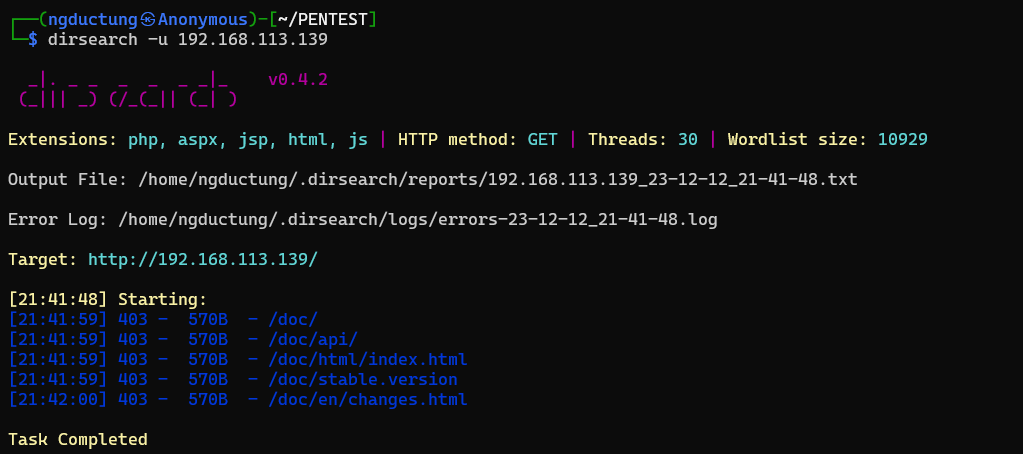 ┌──(ngductung㉿Anonymous)-[~/PENTEST]
└─$ dirsearch -u 192.168.113.139
  _|. _ _  _  _  _ _|_    v0.4.2
 (_||| _) (/_(_|| (_| )
Extensions: php, aspx, jsp, html, js | HTTP method: GET | Threads: 30 | Wordlist size: 10929
Output File: /home/ngductung/.dirsearch/reports/192.168.113.139_23-12-12_21-41-48.txt
Error Log: /home/ngductung/.dirsearch/logs/errors-23-12-12_21-41-48.log
Target: http://192.168.113.139/
[21:41:48] Starting:
[21:41:59] 403 -  570B  - /doc/
[21:41:59] 403 -  570B  - /doc/api/
[21:41:59] 403 -  570B  - /doc/html/index.html
[21:41:59] 403 -  570B  - /doc/stable.version
[21:42:00] 403 -  570B  - /doc/en/changes.html
Task Completed